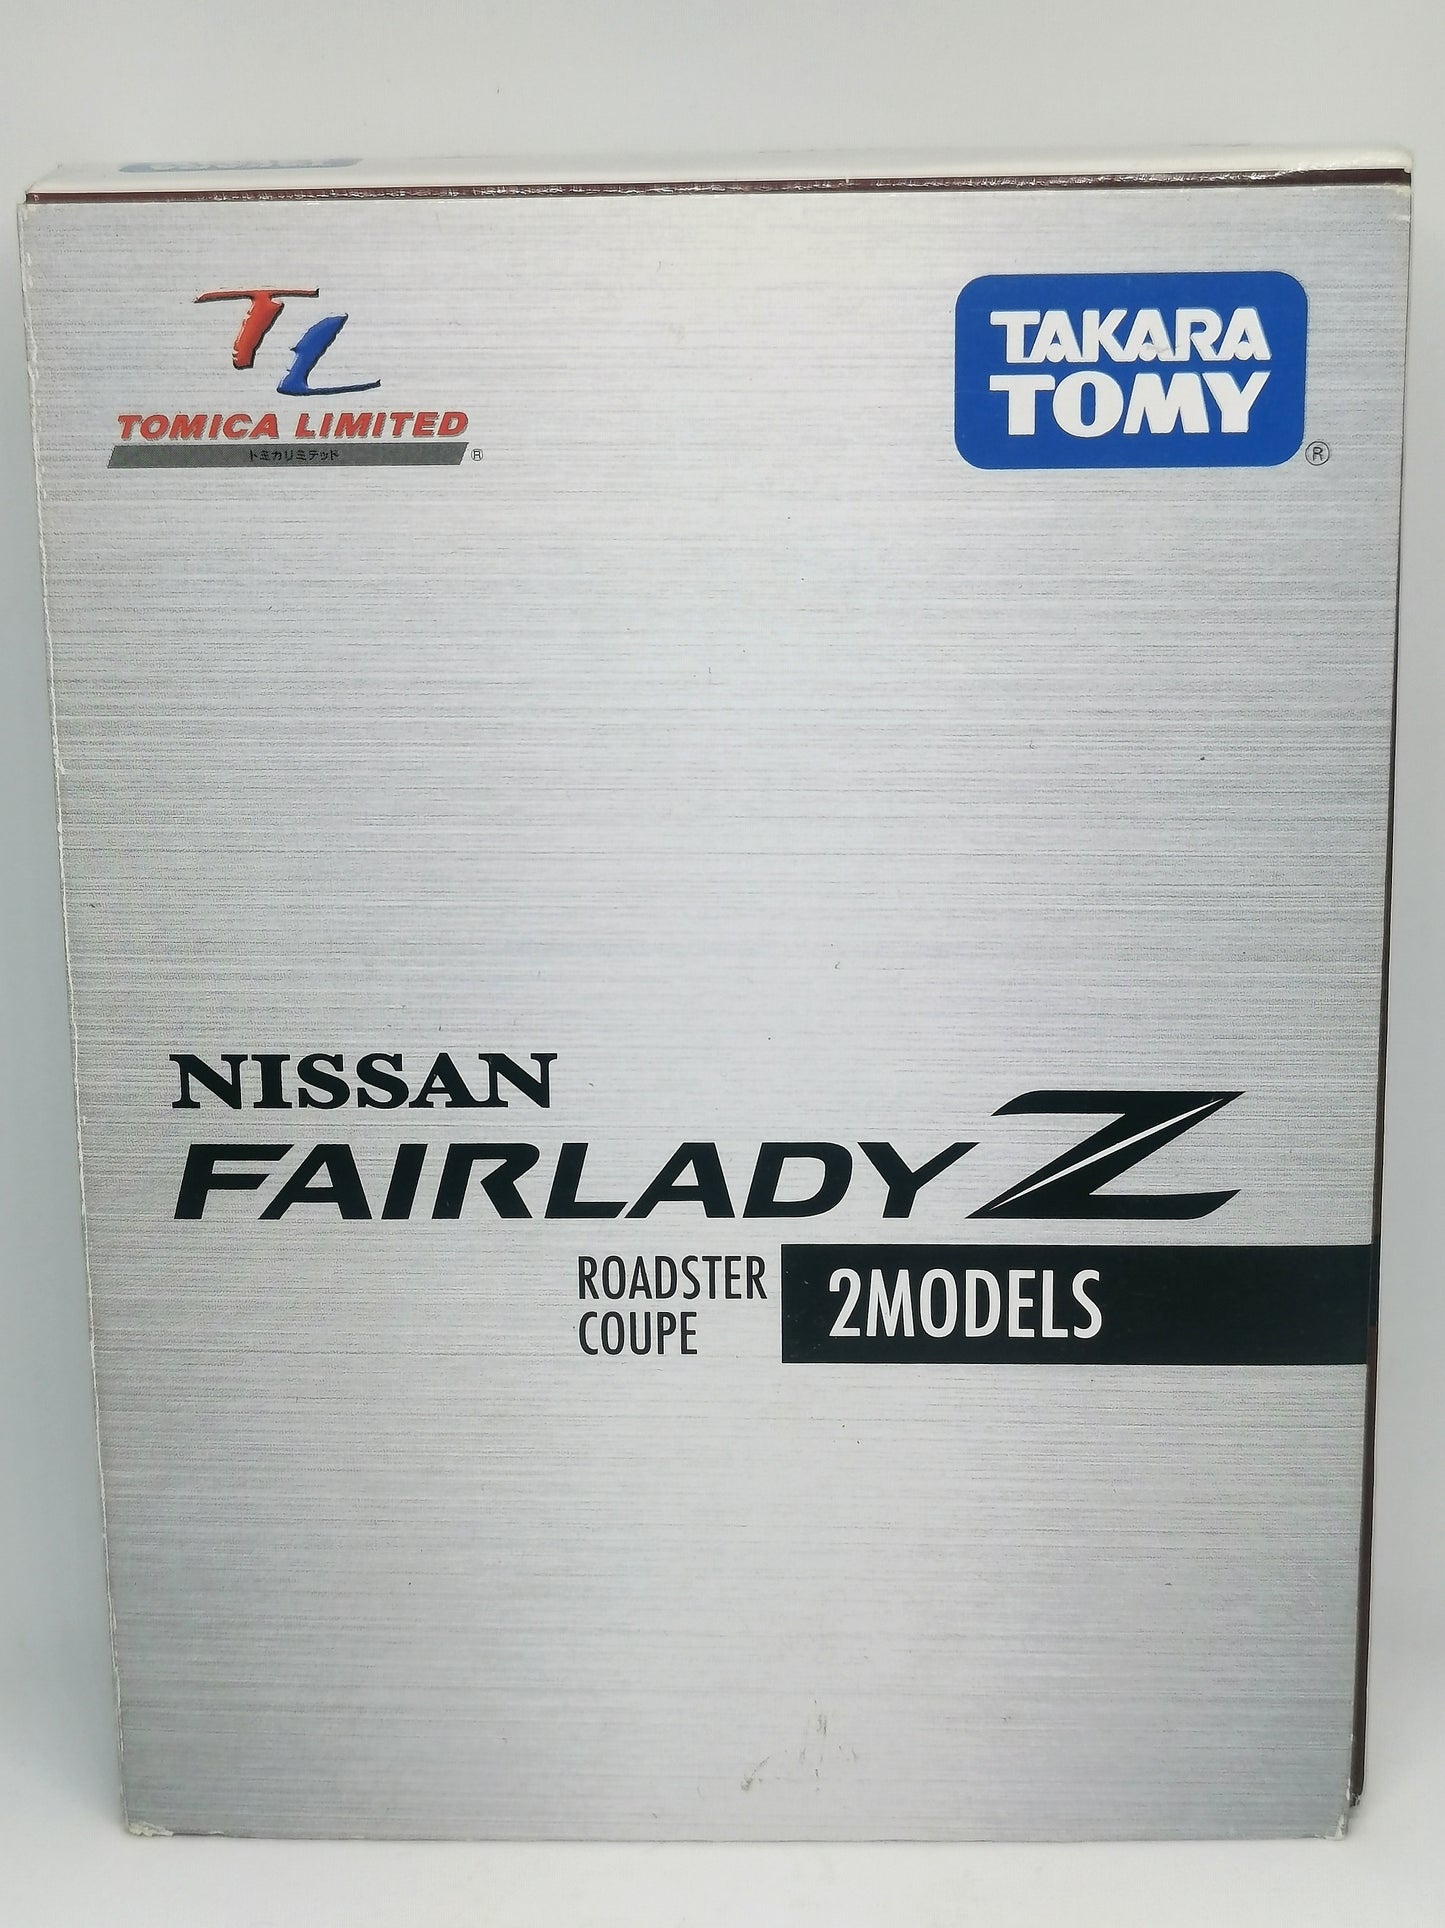 TL
TOMICA LIMITED
トミカリミテッド ®
TAKARA
TOMY ®
NISSAN
FAIRLADY Z
ROADSTER
COUPE
2MODELS